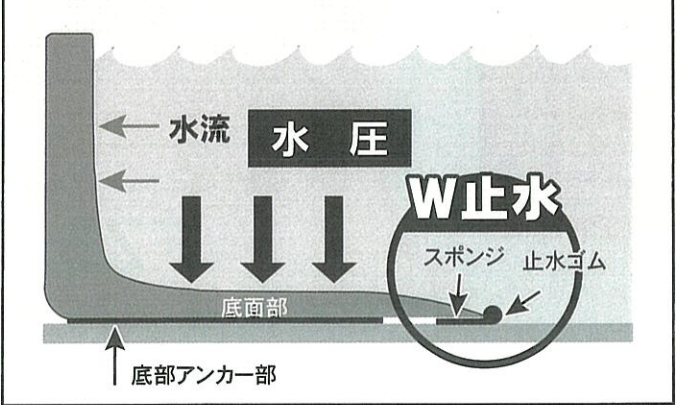 水流
水 圧
W止水
スポンジ
止水ゴム
底面部
底部アンカー部